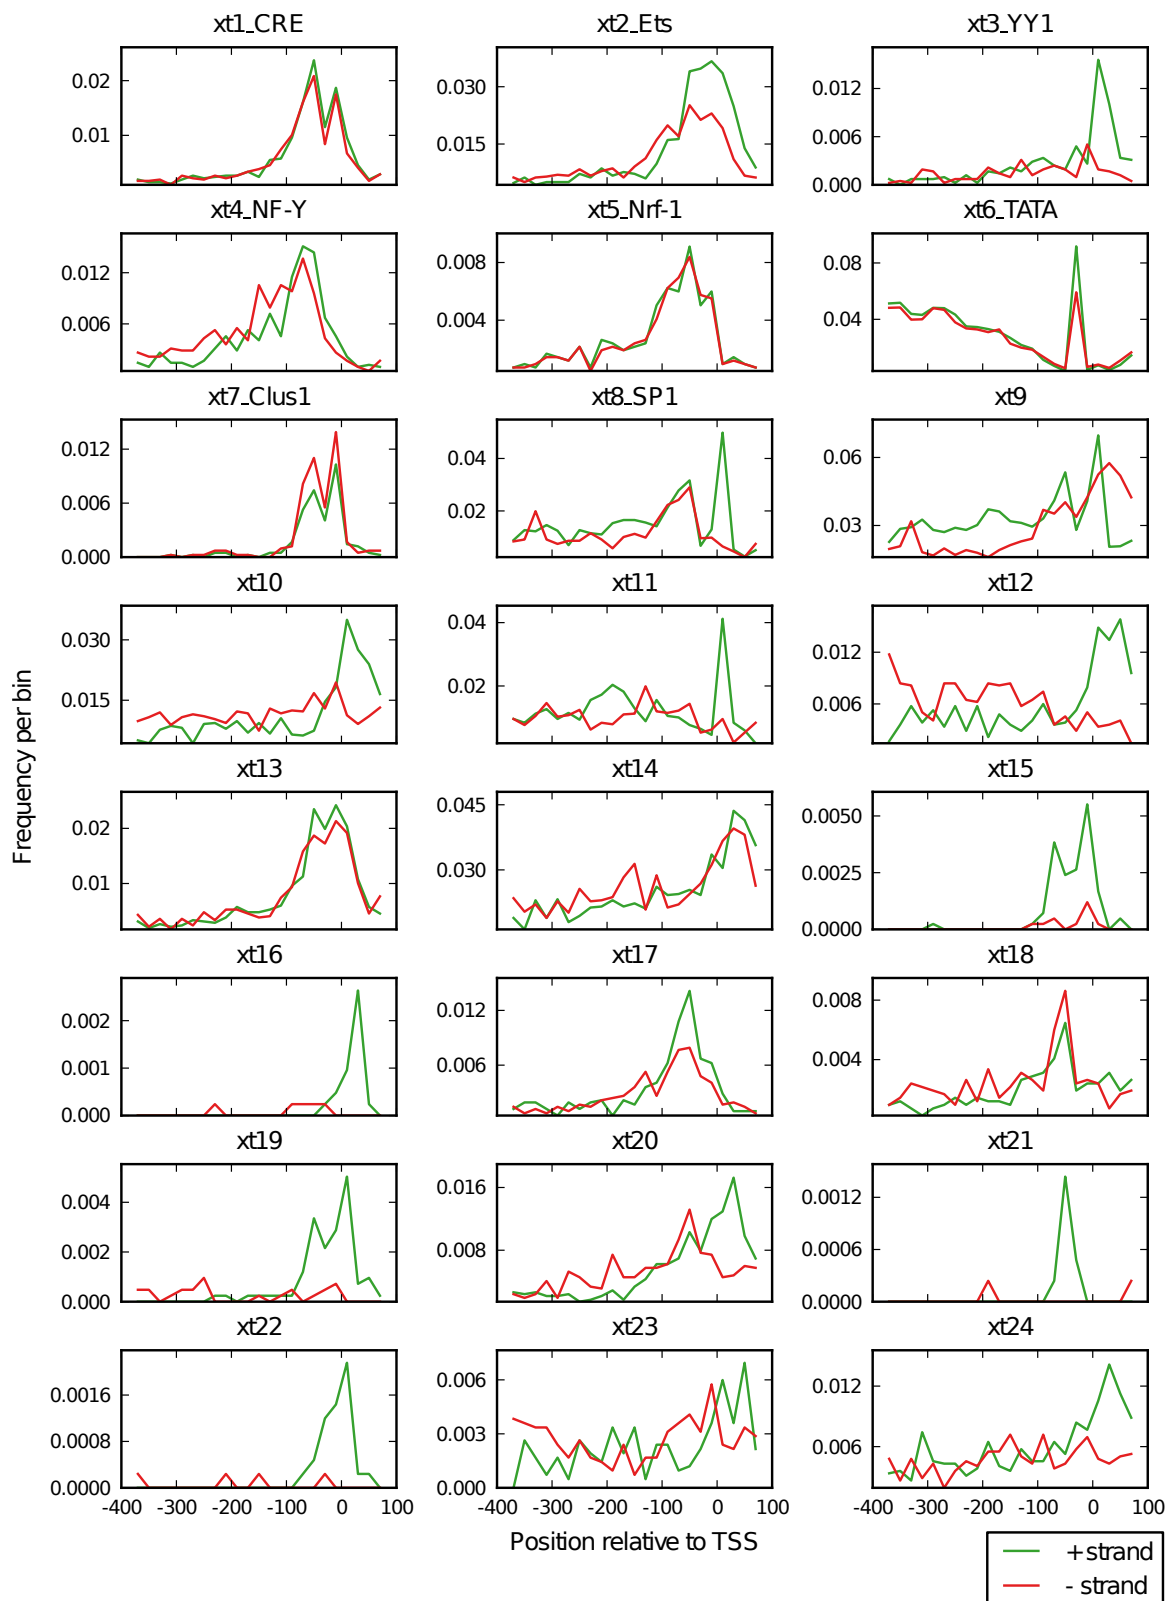 xt1_CRE xt2_Ets xt3_YY1
0.02 0.030 0.012
0.01 0.015 0.006
0.000
xt4_NF-Y xt5_Nrf-1 xt6_TATA
0.012 0.008 0.08
0.006 0.004 0.04
xt7_Clus1 xt8_SP1 xt9
0.012 0.04 0.06
0.006 0.02 0.03
0.000
xt10 xt11 xt12
0.030 0.04 0.012
0.015 0.02 0.006
Frequency per bin
xt13 xt14 xt15
0.02 0.045 0.0050
0.01 0.030 0.0025
0.0000
xt16 xt17 xt18
0.002 0.012 0.008
0.001 0.006 0.004
0.000
xt19 xt20 xt21
0.004 0.016 0.0012
0.002 0.008 0.0006
0.000 0.0000
xt22 xt23 xt24
0.0016 0.006 0.012
0.0008 0.003 0.006
0.0000 0.000
-400 -300 -200 -100 0 100 -400 -300 -200 -100 0 100 -400 -300 -200 -100 0 100
Position relative to TSS
+strand
- strand